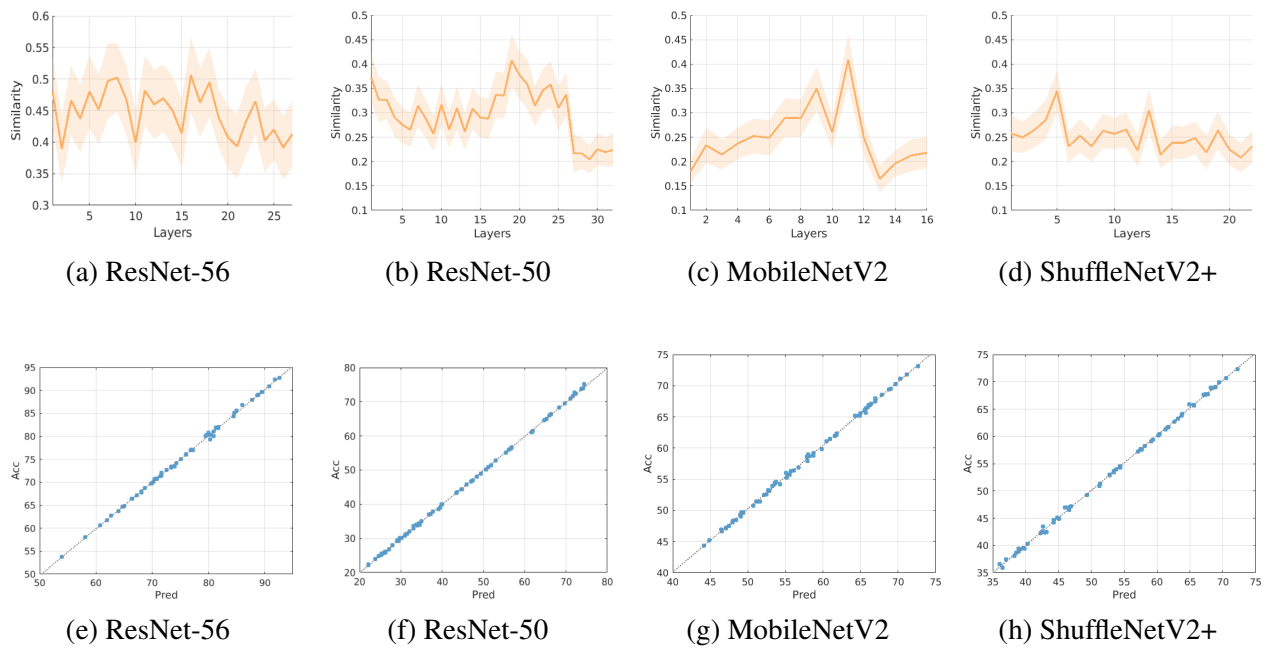 0.6 0.55 0.5 0.45 0.4 0.35 0.3
Similarity
5 10 15 20 25
Layers
(a) ResNet-56
0.5 0.45 0.4 0.35 0.3 0.25 0.2 0.15 0.1
Similarity
5 10 15 20 25 30
Layers
(b) ResNet-50
0.5 0.45 0.4 0.35 0.3 0.25 0.2 0.15 0.1
Similarity
2 4 6 8 10 12 14 16
Layers
(c) MobileNetV2
0.5 0.45 0.4 0.35 0.3 0.25 0.2 0.15 0.1
Similarity
5 10 15 20
Layers
(d) ShuffleNetV2+
95 90 85 80 75 70 65 60 55 50
Acc
50 60 70 80 90
Pred
(e) ResNet-56
80 70 60 50 40 30 20
Acc
20 30 40 50 60 70 80
Pred
(f) ResNet-50
75 70 65 60 55 50 45 40
Acc
40 45 50 55 60 65 70 75
Pred
(g) MobileNetV2
75 70 65 60 55 50 45 40 35
Acc
35 40 45 50 55 60 65 70 75
Pred
(h) ShuffleNetV2+